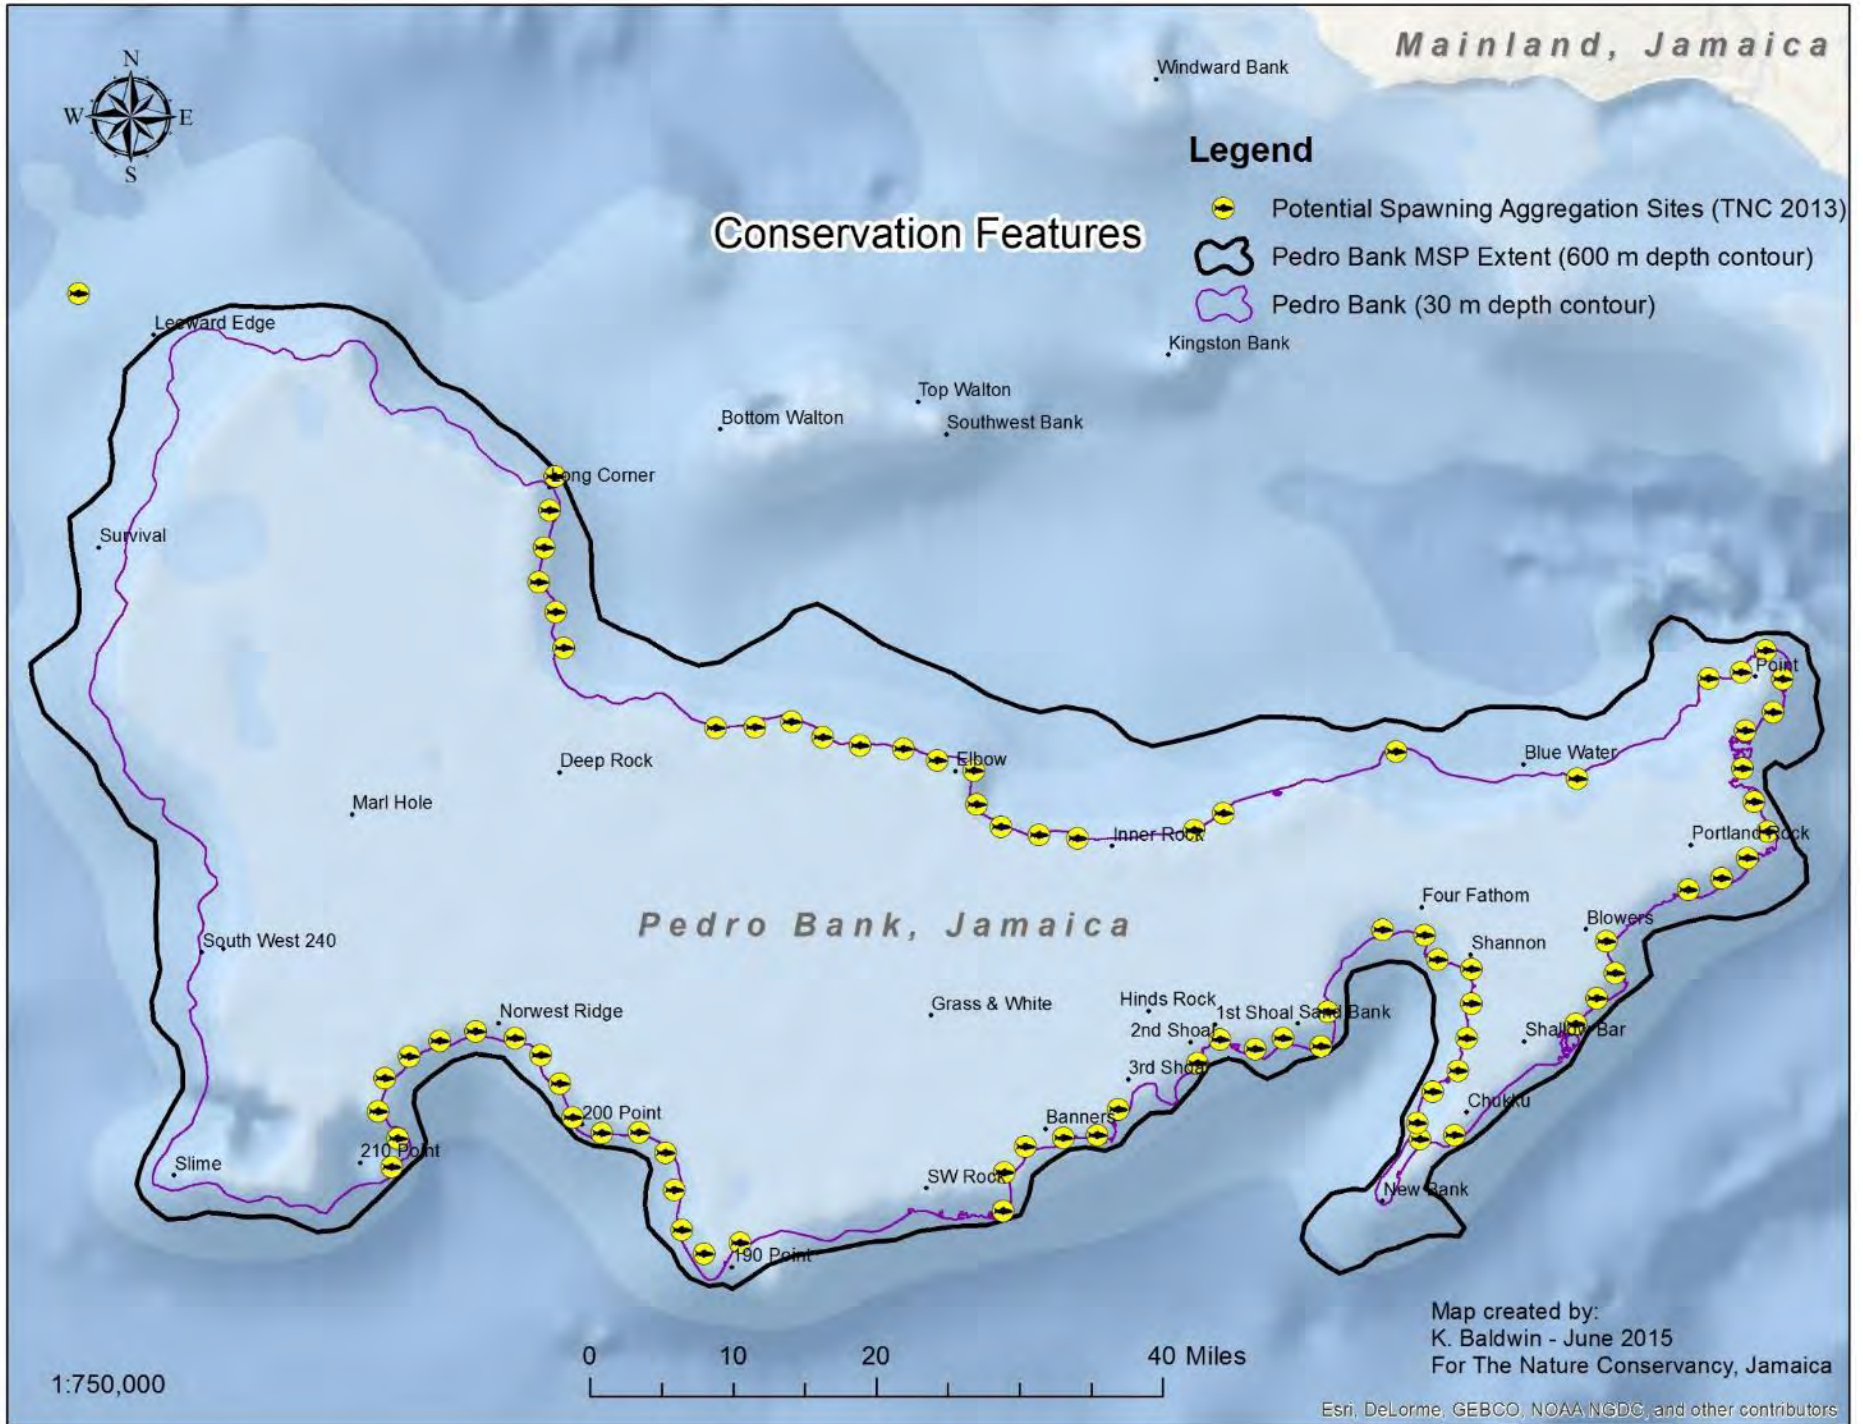 Mainland, Jamaica
Windward Bank
N
W
E
S
Legend
Potential Spawning Aggregation Sites (TNC 2013)
Conservation Features
Pedro Bank MSP Extent (600 m depth contour)
Pedro Bank (30 m depth contour)
Leeward Edge
Kingston Bank
Top Walton
Bottom Walton
Southwest Bank
Long Corner
Survival
Point
Blue Water
Deep Rock
Elbow
Marl Hole
Inner Rock
Portland Rock
Four Fathom
Pedro Bank, Jamaica
Blowers
South West 240
Shannon
Norwest Ridge
Grass & White
Hinds Rock
1st Shoal
Sand Bank
2nd Shoal
Shallow Bar
3rd Shoal
200 Point
Banners
Chukku
210 Point
Slime
SW Rock
New Bank
190 Point
Map created by:
K. Baldwin - June 2015
For The Nature Conservancy, Jamaica
0 10 20 40 Miles
1:750,000
Esri, DeLorme, GEBCO, NOAA NGDC, and other contributors